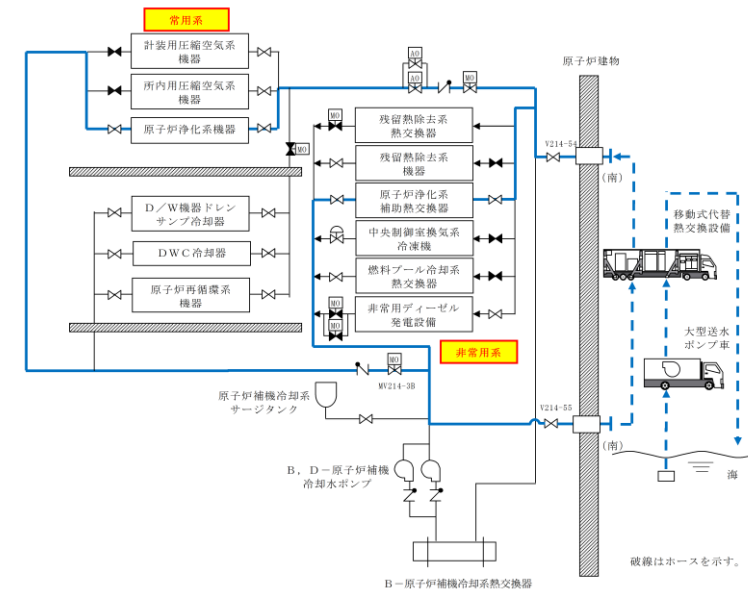 常用系
計装用圧縮空気系
機器
所内用圧縮空気系
機器
原子炉浄化系機器
MO
D／W機器ドレン
サンプ冷却器
DWC冷却器
原子炉再循環系
機器
AO
AO
MO
MO
残留熱除去系
熱交換器
残留熱除去系
機器
原子炉浄化系
補助熱交換器
中央制御室換気系
冷凍機
燃料プール冷却系
熱交換器
MO
MO
非常用ディーゼル
発電設備
非常用系
MO
MV214-3B
原子炉補機冷却系
サージタンク
B，D－原子炉補機
冷却水ポンプ
B－原子炉補機冷却系熱交換器
原子炉建物
V214-54
(南)
V214-55
(南)
移動式代替
熱交換設備
大型送水
ポンプ車
海
破線はホースを示す。